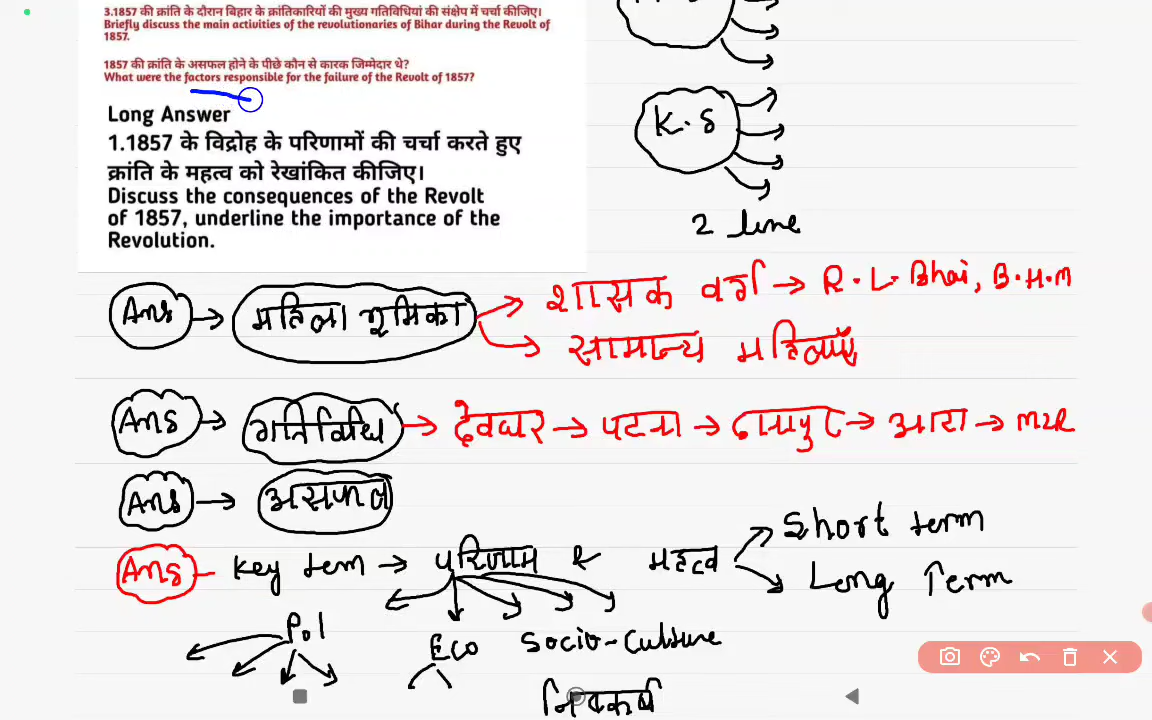 3.1857 की क्रांति के दौरान बिहार के क्रांतिकारियों की मुख्य गतिविधियां की संक्षेप में चर्चा कीजिए।
Briefly discuss the main activities of the revolutionaries of Bihar during the Revolt of
1857.
1857 की क्रांति के असफल होने के पीछे कौन से कारक जिम्मेदार थे?
What were the factors responsible for the failure of the Revolt of 1857?
Long Answer
1.1857 के विद्रोह के परिणामों की चर्चा करते हुए
क्रांति के महत्व को रेखांकित कीजिए।
Discuss the consequences of the Revolt
of 1857, underline the importance of the
Revolution.
K.S
2 line
Ans → महिला भूमिका → शासक वर्ग → R.L. Bhai, B.H.M
→ सामान्य महिलाएँ
Ans → गतिविधि → देवघर → पटना → दानापुर → आरा →
Ans → असफल
Ans - Key term → परिणाम & महत्व → Short term
→ Long Term
Pol
Eco Socio-Culture
निष्कर्ष